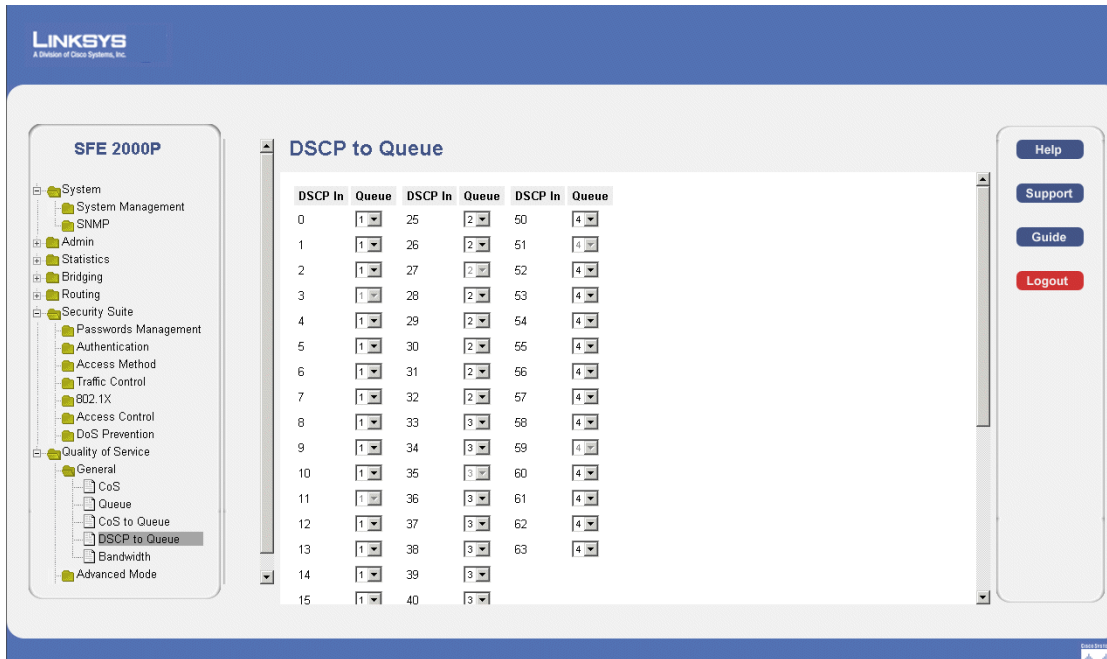 LINKSYS
A Division of Cisco Systems, Inc.
SFE 2000P
System
System Management
SNMP
Admin
Statistics
Bridging
Routing
Security Suite
Passwords Management
Authentication
Access Method
Traffic Control
802.1X
Access Control
DoS Prevention
Quality of Service
General
CoS
Queue
CoS to Queue
DSCP to Queue
Bandwidth
Advanced Mode
DSCP to Queue
DSCP In Queue DSCP In Queue DSCP In Queue
0 1 25 2 50 4
1 1 26 2 51 4
2 1 27 2 52 4
3 1 28 2 53 4
4 1 29 2 54 4
5 1 30 2 55 4
6 1 31 2 56 4
7 1 32 2 57 4
8 1 33 3 58 4
9 1 34 3 59 4
10 1 35 3 60 4
11 1 36 3 61 4
12 1 37 3 62 4
13 1 38 3 63 4
14 1 39 3
15 1 40 3
Help
Support
Guide
Logout